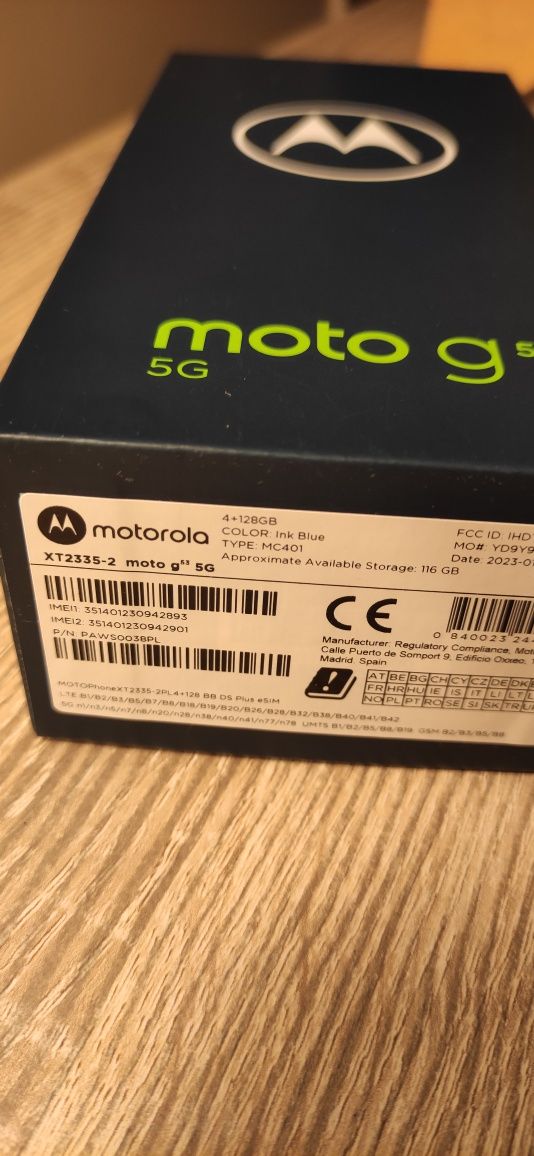 moto g5
5G
motorola
XT2335-2 moto g53 5G
4+128GB
COLOR: Ink Blue
TYPE: MC401
Approximate Available Storage: 116 GB
FCC ID: IHD
MO# YD9Y9
Date: 2023-01
IMEI1: 351401230942893
IMEI2: 351401230942901
P/N: PAWS0038PL
CE
0 840023 24
Manufacturer: Regulatory Compliance, Mot
Calle Puerto de Somport 9, Edificio Oxxeo,
Madrid, Spain
AT BE BG CH CY CZ DE DK
FR HR HU IE IS IT LI LT L
NO PL PT RO SE SI SK TR U
MOTOPhoneXT2335-2PL4+128 BB DS Plus eSIM
LTE B1/B2/B3/B5/B7/B8/B18/B19/B20/B26/B28/B32/B38/B40/B41/B42
5G n1/n3/n5/n7/n8/n20/n28/n38/n40/n41/n77/n78 UMTS B1/B2/B5/B8/B19 GSM B2/B3/B5/B8